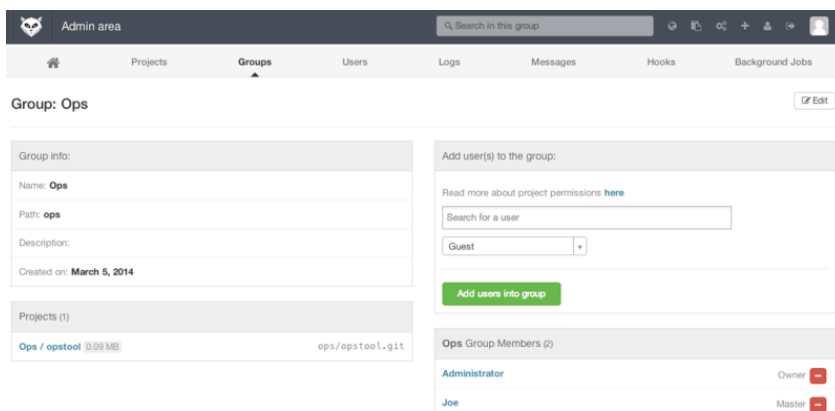 Admin area
Search in this group
Projects Groups Users Logs Messages Hooks Background Jobs
Group: Ops
Edit
Group info:
Name: Ops
Path: ops
Description:
Created on: March 5, 2014
Projects (1)
Ops / opstool 0.09 MB ops/opstool.git
Add user(s) to the group:
Read more about project permissions here
Search for a user
Guest
Add users into group
Ops Group Members (2)
Administrator Owner
Joe Master